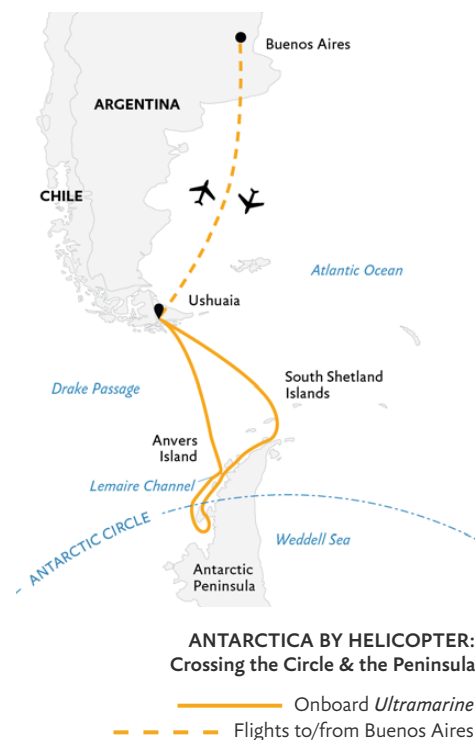 Buenos Aires
ARGENTINA
CHILE
Atlantic Ocean
Ushuaia
Drake Passage
South Shetland
Islands
Anvers
Island
Lemaire Channel
ANTARCTIC CIRCLE
Weddell Sea
Antarctic
Peninsula
ANTARCTICA BY HELICOPTER:
Crossing the Circle & the Peninsula
Onboard Ultramarine
Flights to/from Buenos Aires